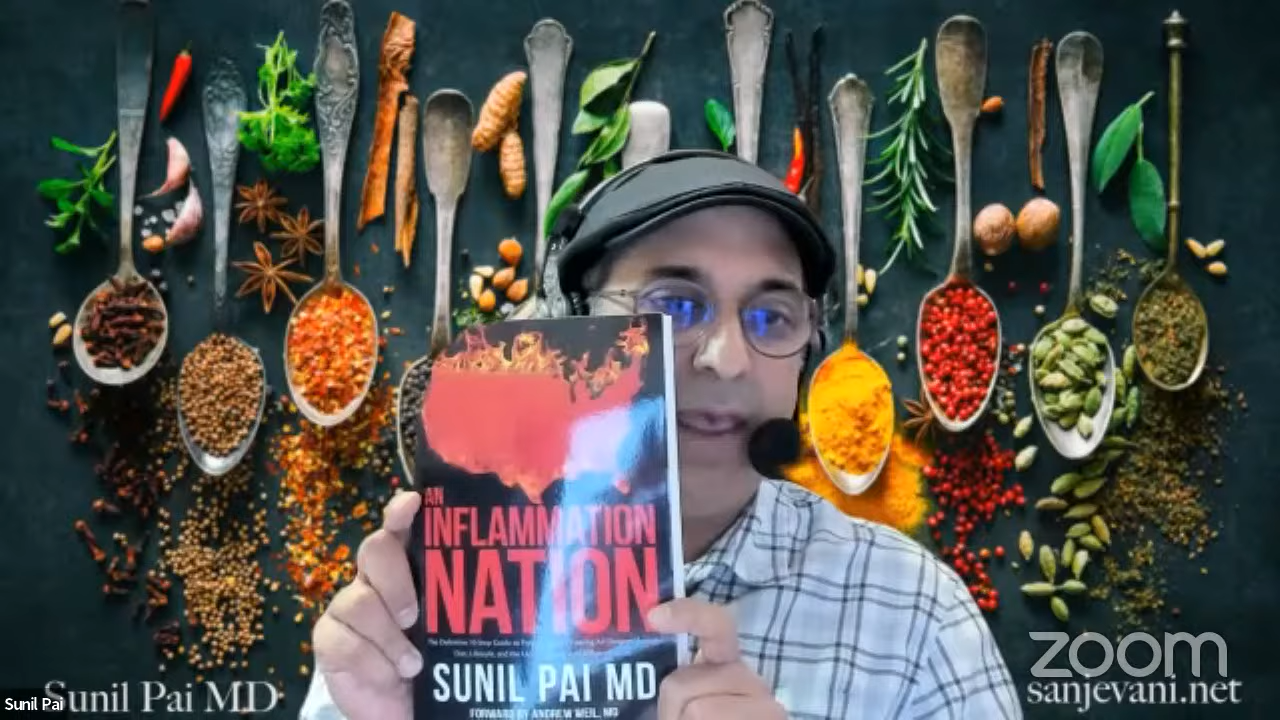 AN
INFLAMMATION
NATION
SUNIL PAI MD
FORWARD BY ANDREW WEIL, MD
zoom
Sunil Pai MD
Sunil Pai
sanjevani.net